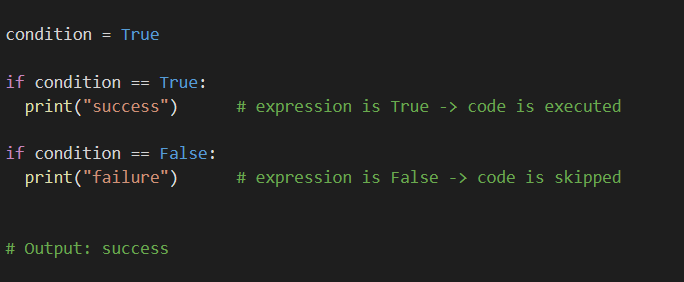 condition = True
if condition == True:
  print("success")      # expression is True -> code is executed
if condition == False:
  print("failure")      # expression is False -> code is skipped
# Output: success